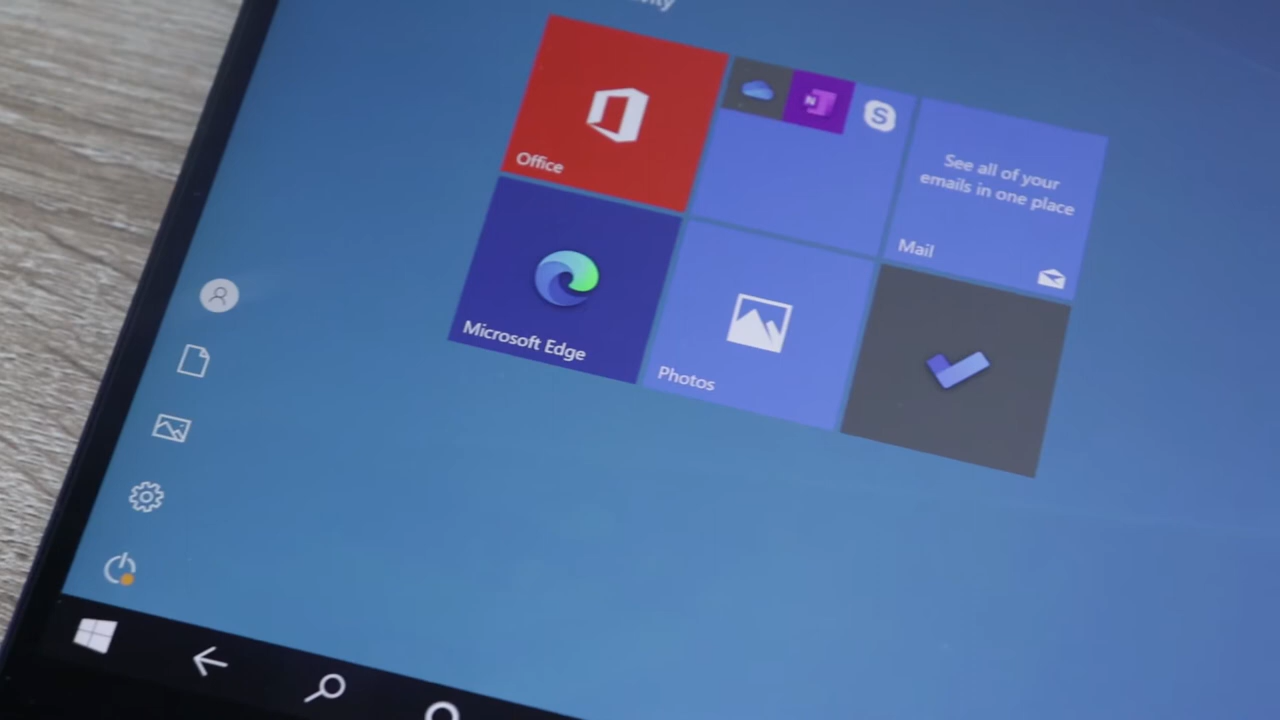 Office
See all of your
emails in one place
Mail
Microsoft Edge
Photos